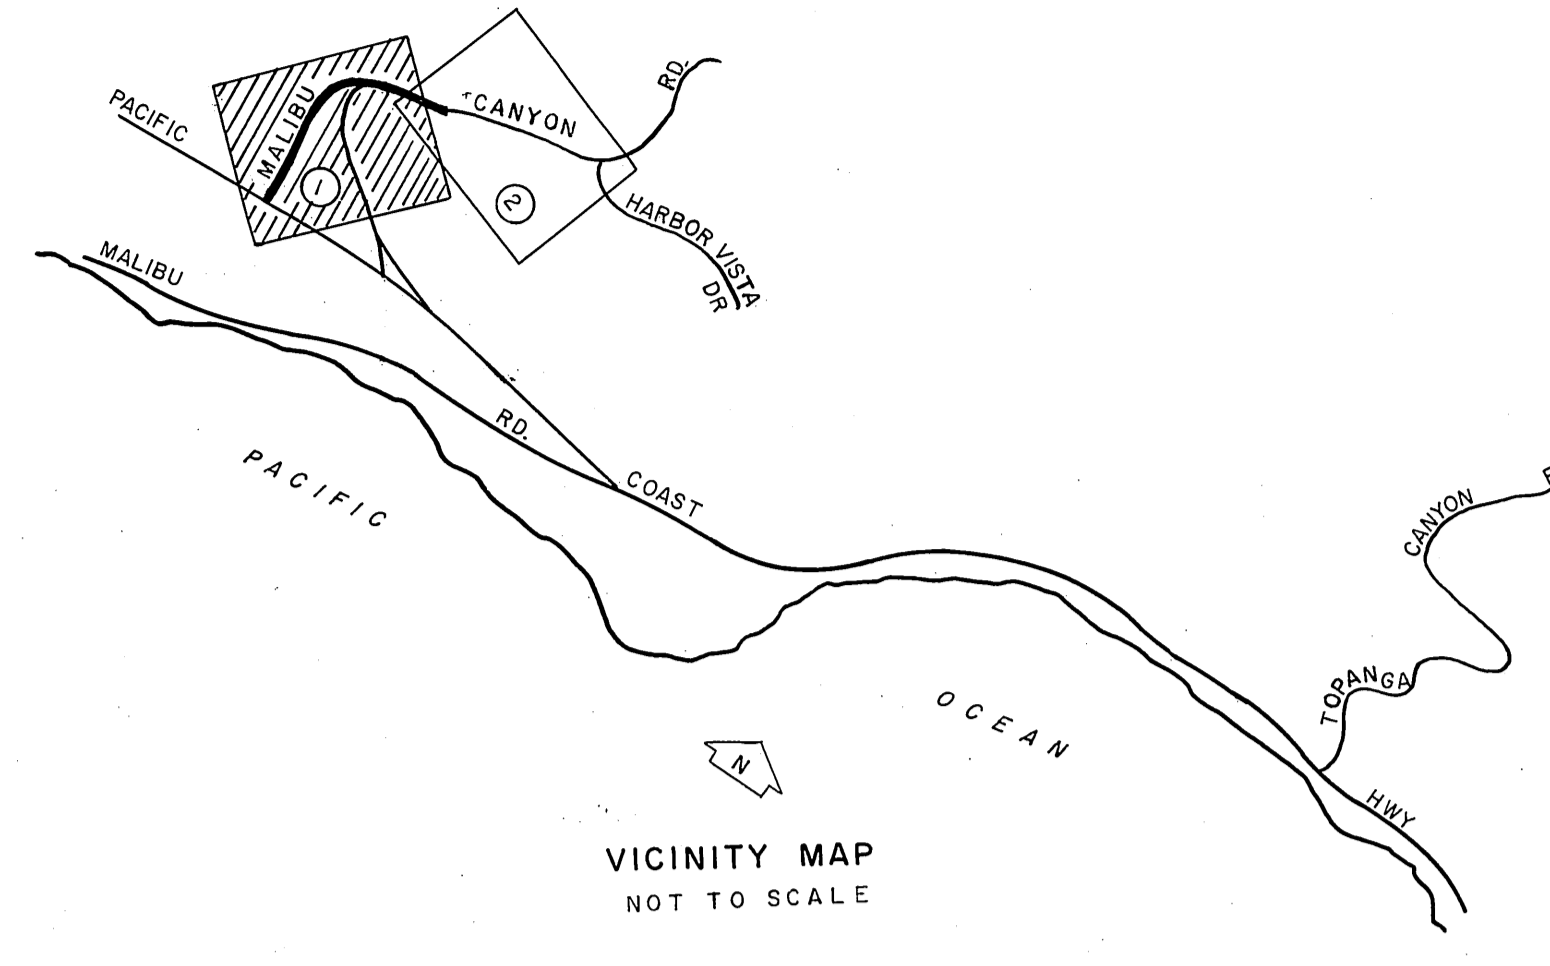 PACIFIC
MALIBU
CANYON
RD.
1
2
HARBOR VISTA
DR
MALIBU
RD.
COAST
PACIFIC
OCEAN
CANYON
TOPANGA
HWY
N
VICINITY MAP
NOT TO SCALE